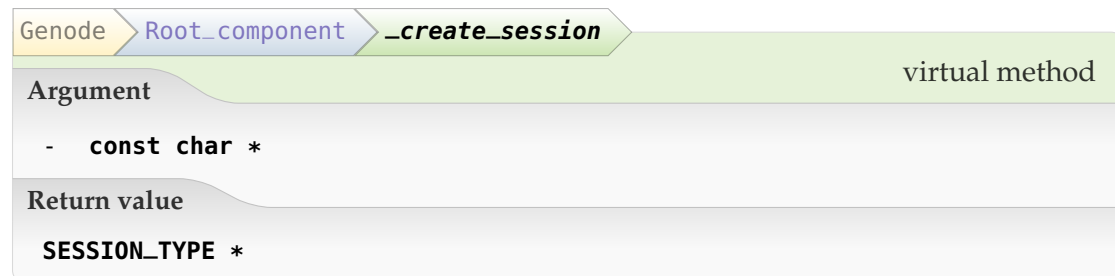 Genode Root_component _create_session
virtual method
Argument
- const char *
Return value
SESSION_TYPE *